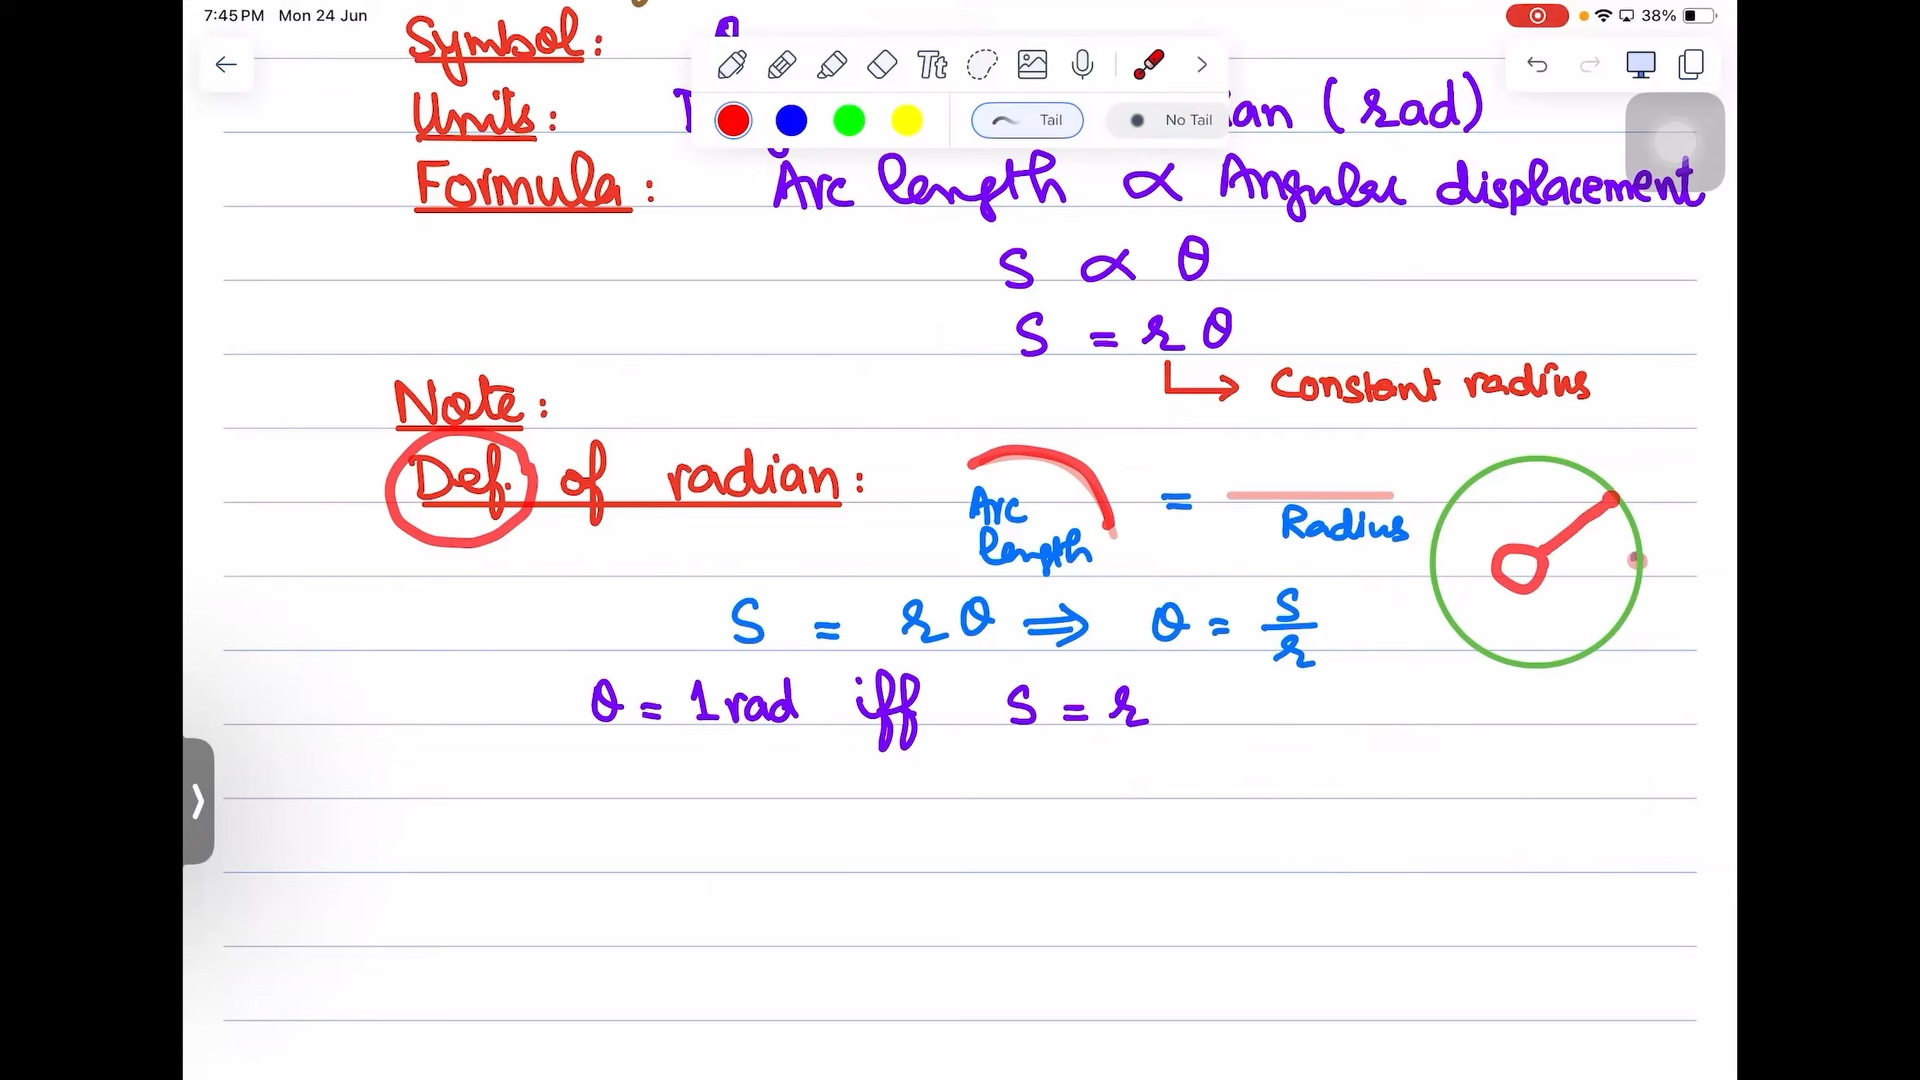 7:45 PM Mon 24 Jun 38%
Symbol:
Tt
Tail No Tail
Units: (rad)
Formula: Arc length ∝ Angular displacement
S ∝ θ
S = r θ
Constant radius
Note:
Def. of radian: Arc length = Radius
S = r θ ⇒ θ = S/r
θ = 1 rad iff S = r